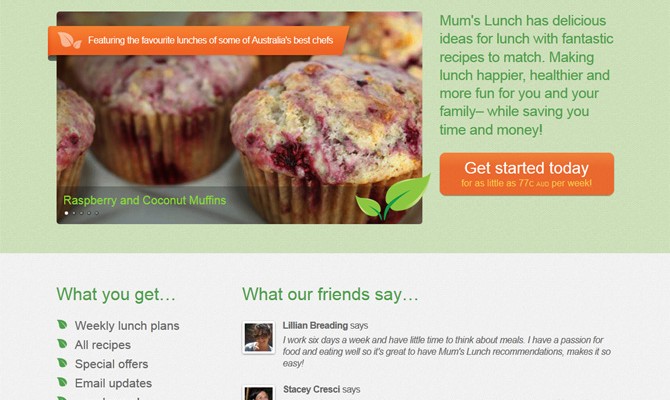 Featuring the favourite lunches of some of Australia's best chefs
Raspberry and Coconut Muffins
Mum's Lunch has delicious
ideas for lunch with fantastic
recipes to match. Making
lunch happier, healthier and
more fun for you and your
family– while saving you
time and money!
Get started today
for as little as 77c AUD per week!
What you get…
Weekly lunch plans
All recipes
Special offers
Email updates
What our friends say…
Lillian Breading says
I work six days a week and have little time to think about meals. I have a passion for
food and eating well so it's great to have Mum's Lunch recommendations, makes it so
easy!
Stacey Cresci says